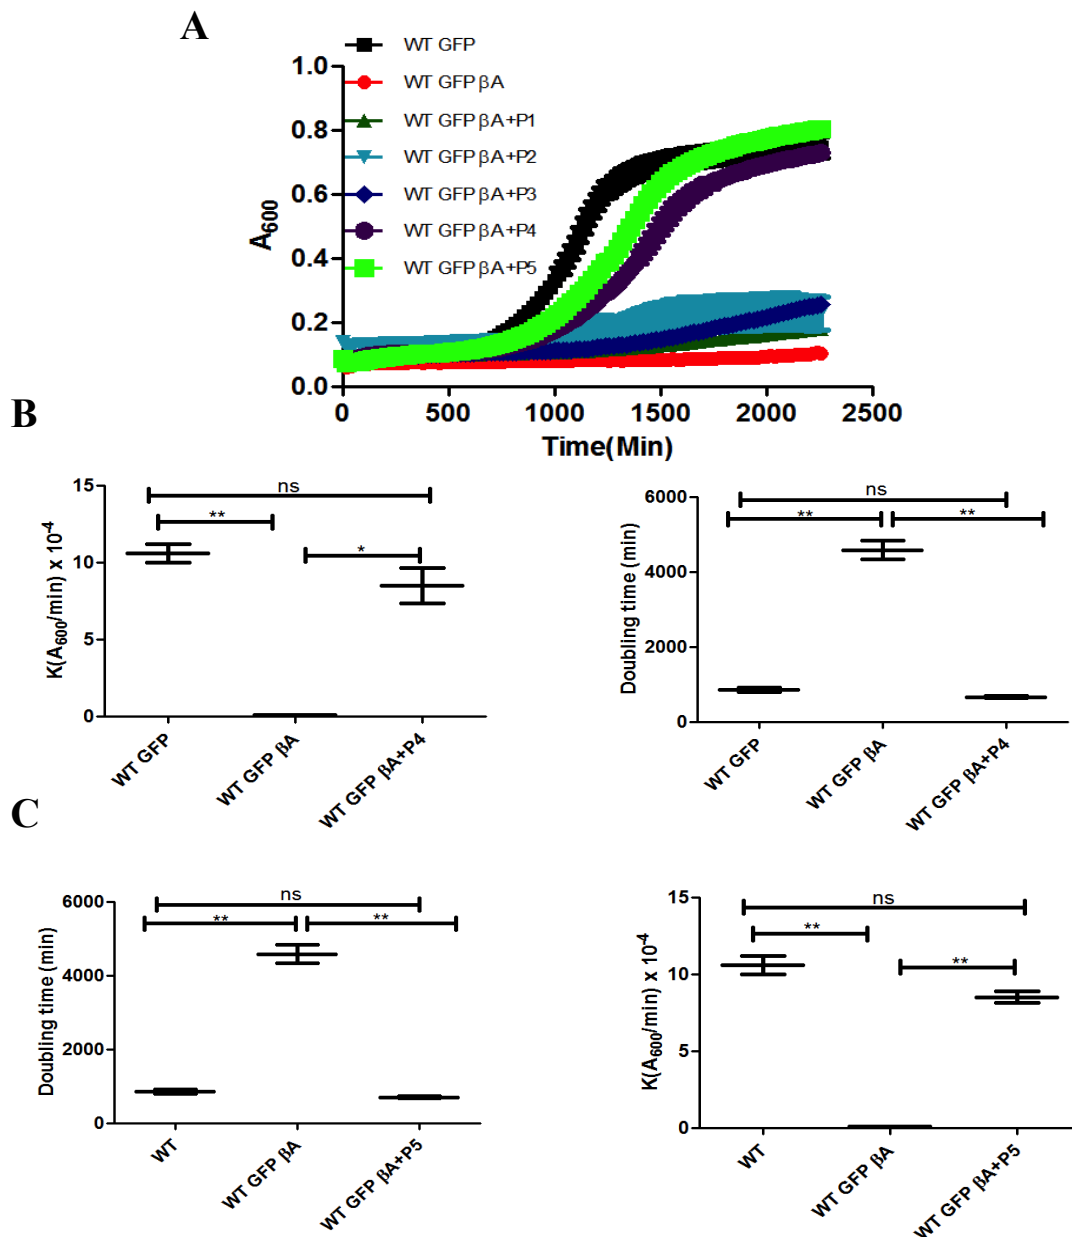 A
WT GFP
WT GFP βA
WT GFP βA+P1
WT GFP βA+P2
WT GFP βA+P3
WT GFP βA+P4
WT GFP βA+P5
A600
1.0
0.8
0.6
0.4
0.2
0.0
0 500 1000 1500 2000 2500
Time(Min)
B
K(A600/min) x 10-4
15
10
5
0
ns
**
*
WT GFP
WT GFP βA
WT GFP βA+P4
Doubling time (min)
6000
4000
2000
0
ns
** **
WT GFP
WT GFP βA
WT GFP βA+P4
C
Doubling time (min)
6000
4000
2000
0
ns
** **
WT
WT GFP βA
WT GFP βA+P5
K(A600/min) x 10-4
15
10
5
0
ns
**
**
WT
WT GFP βA
WT GFP βA+P5